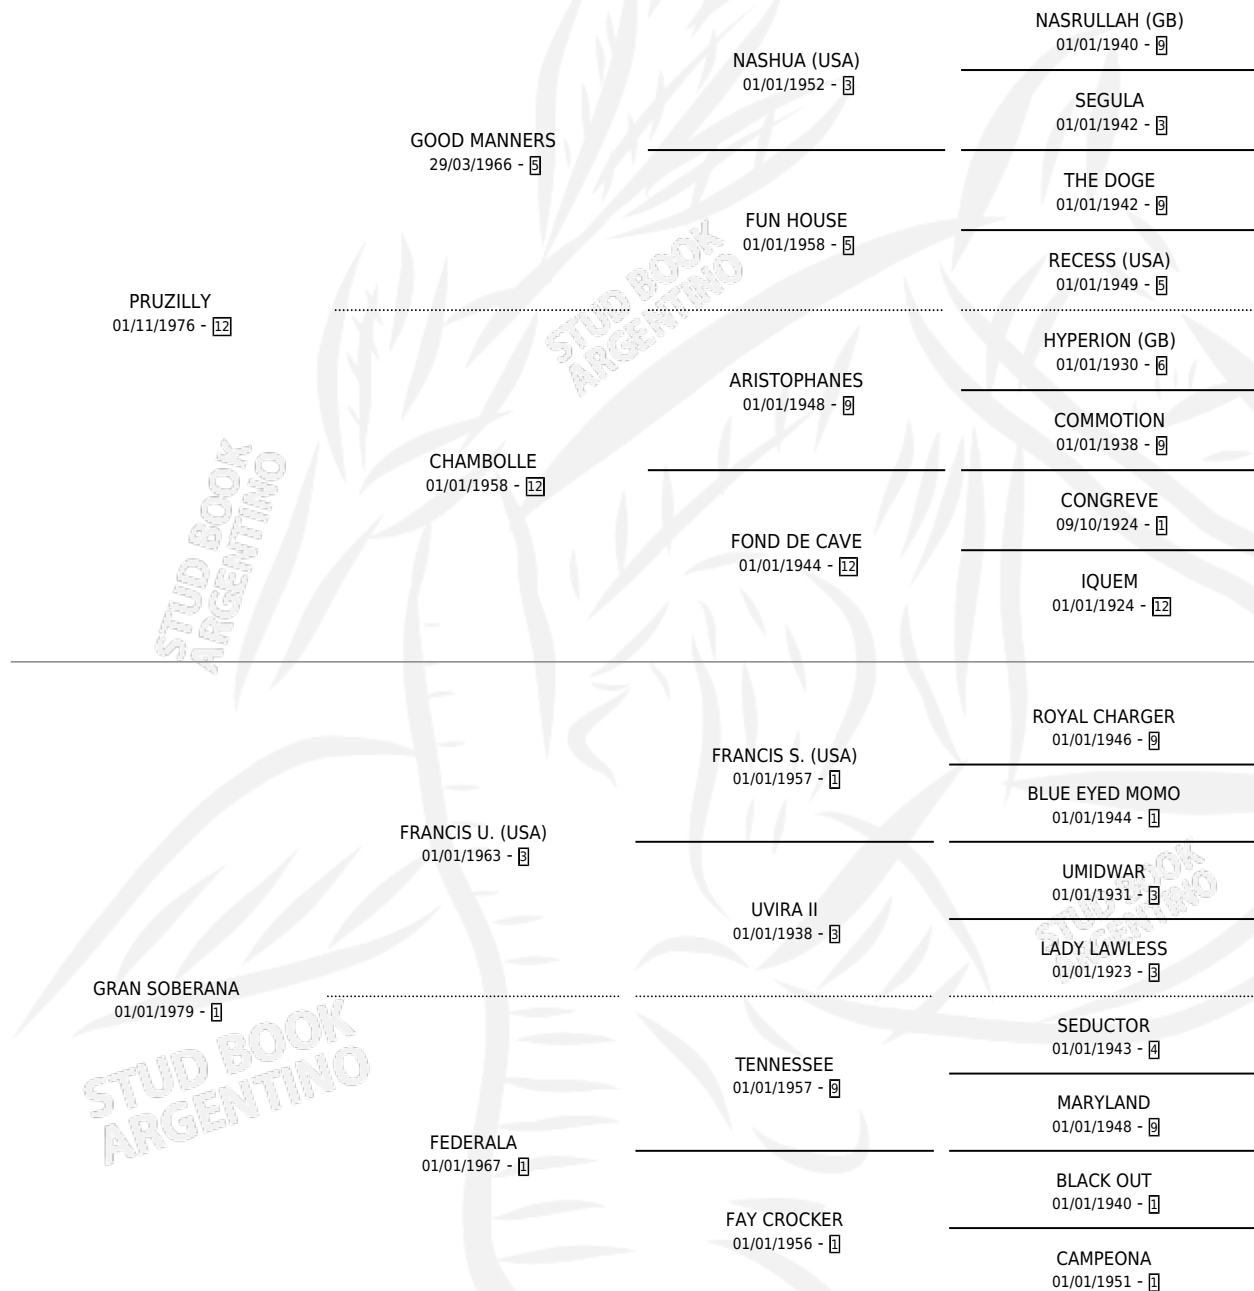 NASRULLAH (GB)
01/01/1940 - 9
NASHUA (USA)
01/01/1952 - 3
SEGULA
01/01/1942 - 3
GOOD MANNERS
29/03/1966 - 5
THE DOGE
01/01/1942 - 9
FUN HOUSE
01/01/1958 - 5
RECESS (USA)
01/01/1949 - 5
PRUZILLY
01/11/1976 - 12
HYPERION (GB)
01/01/1930 - 6
ARISTOPHANES
01/01/1948 - 9
COMMOTION
01/01/1938 - 9
CHAMBOLLE
01/01/1958 - 12
CONGREVE
09/10/1924 - 1
FOND DE CAVE
01/01/1944 - 12
IQUEM
01/01/1924 - 12
STUD BOOK
ARGENTINO
STUD BOOK
ARGENTINO
ROYAL CHARGER
01/01/1946 - 9
FRANCIS S. (USA)
01/01/1957 - 1
BLUE EYED MOMO
01/01/1944 - 1
FRANCIS U. (USA)
01/01/1963 - 3
UMIDWAR
01/01/1931 - 3
UVIRA II
01/01/1938 - 3
LADY LAWLESS
01/01/1923 - 3
STUD BOOK
ARGENTINO
GRAN SOBERANA
01/01/1979 - 1
SEDUCTOR
01/01/1943 - 4
TENNESSEE
01/01/1957 - 9
MARYLAND
01/01/1948 - 9
FEDERALA
01/01/1967 - 1
BLACK OUT
01/01/1940 - 1
FAY CROCKER
01/01/1956 - 1
CAMPEONA
01/01/1951 - 1
STUD BOOK
ARGENTINO